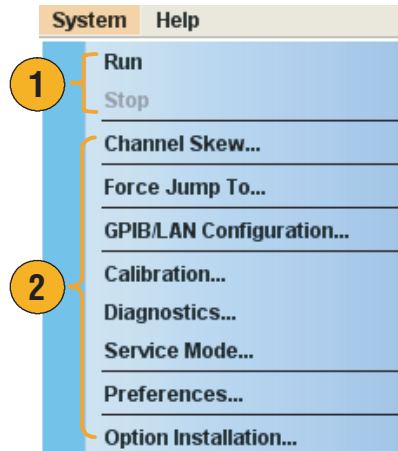 System Help
1
Run
Stop
2
Channel Skew...
Force Jump To...
GPIB/LAN Configuration...
Calibration...
Diagnostics...
Service Mode...
Preferences...
Option Installation...